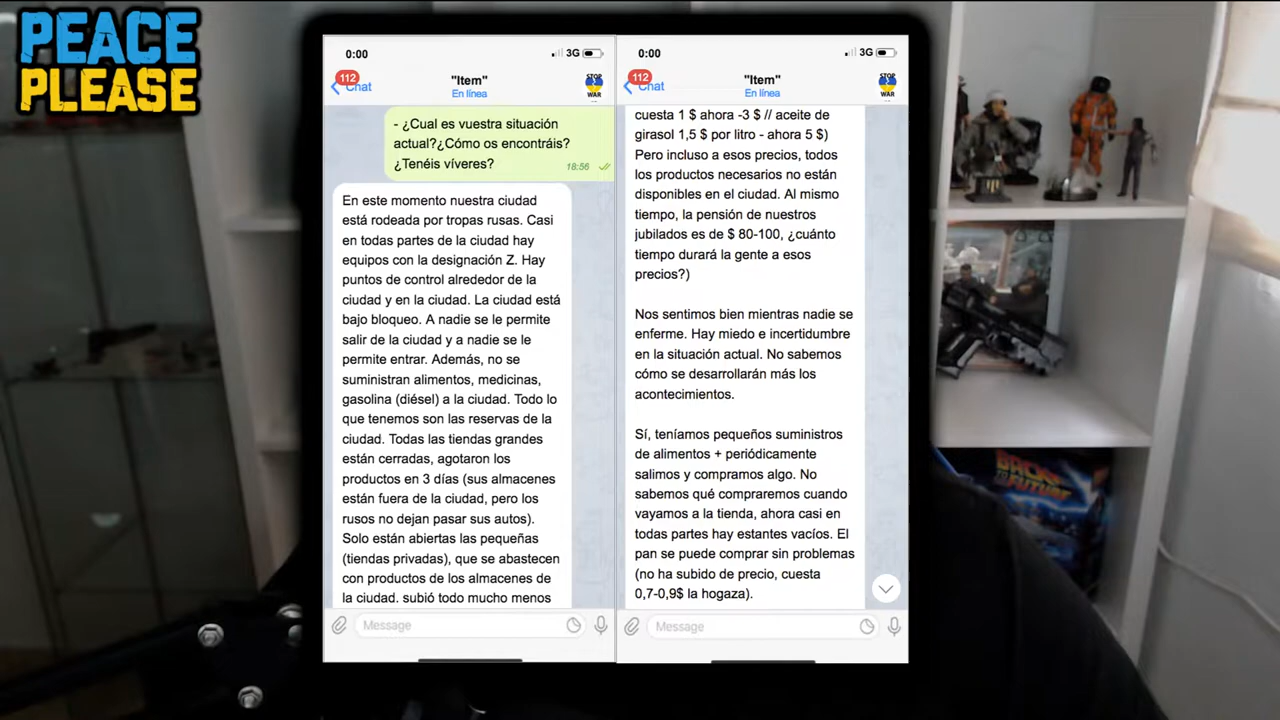 PEACE
PLEASE
0:00
3G
112
Chat
"Item"
En línea
STOP
WAR
- ¿Cual es vuestra situación
actual?¿Cómo os encontráis?
¿Tenéis víveres?
18:56
En este momento nuestra ciudad
está rodeada por tropas rusas. Casi
en todas partes de la ciudad hay
equipos con la designación Z. Hay
puntos de control alrededor de la
ciudad y en la ciudad. La ciudad está
bajo bloqueo. A nadie se le permite
salir de la ciudad y a nadie se le
permite entrar. Además, no se
suministran alimentos, medicinas,
gasolina (diésel) a la ciudad. Todo lo
que tenemos son las reservas de la
ciudad. Todas las tiendas grandes
están cerradas, agotaron los
productos en 3 días (sus almacenes
están fuera de la ciudad, pero los
rusos no dejan pasar sus autos).
Solo están abiertas las pequeñas
(tiendas privadas), que se abastecen
con productos de los almacenes de
la ciudad. subió todo mucho menos
Message
0:00
3G
112
Chat
"Item"
En línea
STOP
WAR
cuesta 1 $ ahora -3 $ // aceite de
girasol 1,5 $ por litro - ahora 5 $)
Pero incluso a esos precios, todos
los productos necesarios no están
disponibles en el ciudad. Al mismo
tiempo, la pensión de nuestros
jubilados es de $ 80-100, ¿cuánto
tiempo durará la gente a esos
precios?)
Nos sentimos bien mientras nadie se
enferme. Hay miedo e incertidumbre
en la situación actual. No sabemos
cómo se desarrollarán más los
acontecimientos.
Sí, teníamos pequeños suministros
de alimentos + periódicamente
salimos y compramos algo. No
sabemos qué compraremos cuando
vayamos a la tienda, ahora casi en
todas partes hay estantes vacíos. El
pan se puede comprar sin problemas
(no ha subido de precio, cuesta
0,7-0,9$ la hogaza).
Message
BACK
TO THE
FUTURE